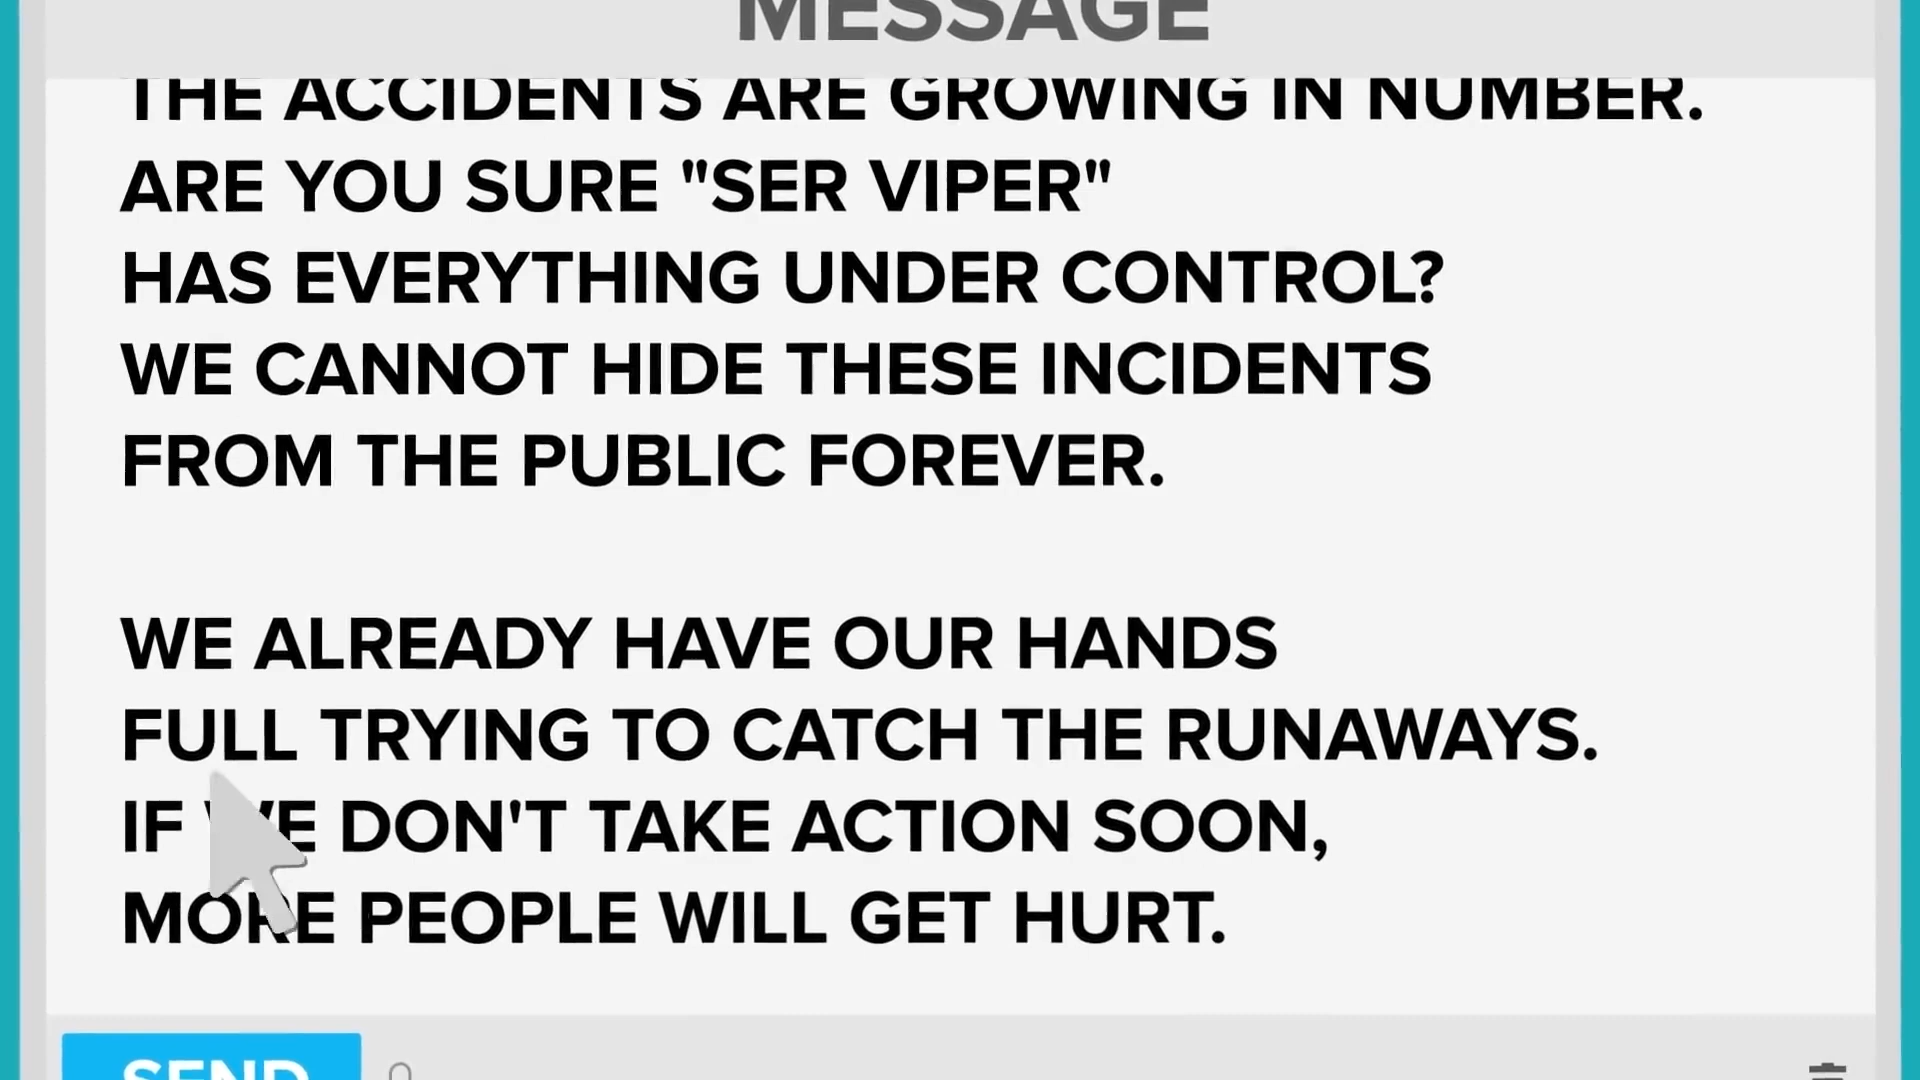 MESSAGE
THE ACCIDENTS ARE GROWING IN NUMBER.
ARE YOU SURE "SER VIPER"
HAS EVERYTHING UNDER CONTROL?
WE CANNOT HIDE THESE INCIDENTS
FROM THE PUBLIC FOREVER.
WE ALREADY HAVE OUR HANDS
FULL TRYING TO CATCH THE RUNAWAYS.
IF WE DON'T TAKE ACTION SOON,
MORE PEOPLE WILL GET HURT.
SEND